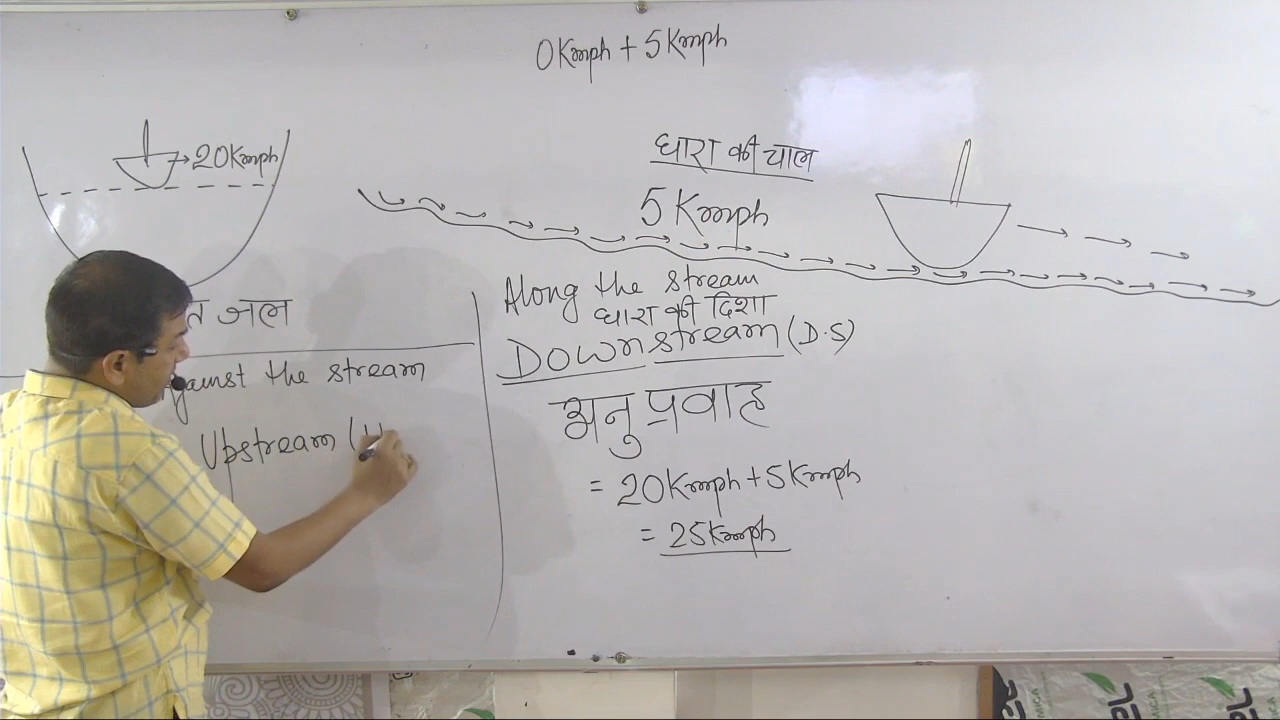 0 Kmph + 5 Kmph
20 Kmph
धारा की चाल
5 Kmph
जल
Against the stream
Upstream (U
Along the stream
धारा की दिशा
Downstream (D.S)
अनुप्रवाह
= 20 Kmph + 5 Kmph
= 25 Kmph